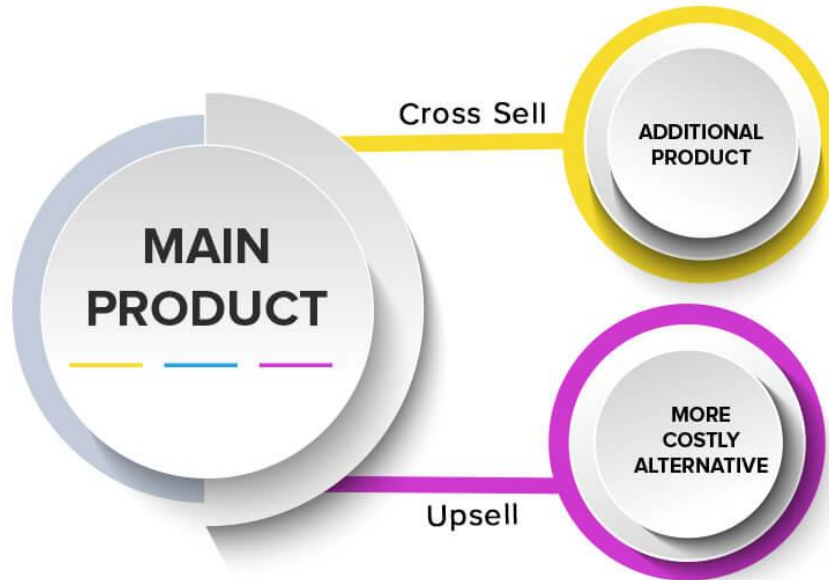 MAIN
PRODUCT
Cross Sell
ADDITIONAL
PRODUCT
Upsell
MORE
COSTLY
ALTERNATIVE